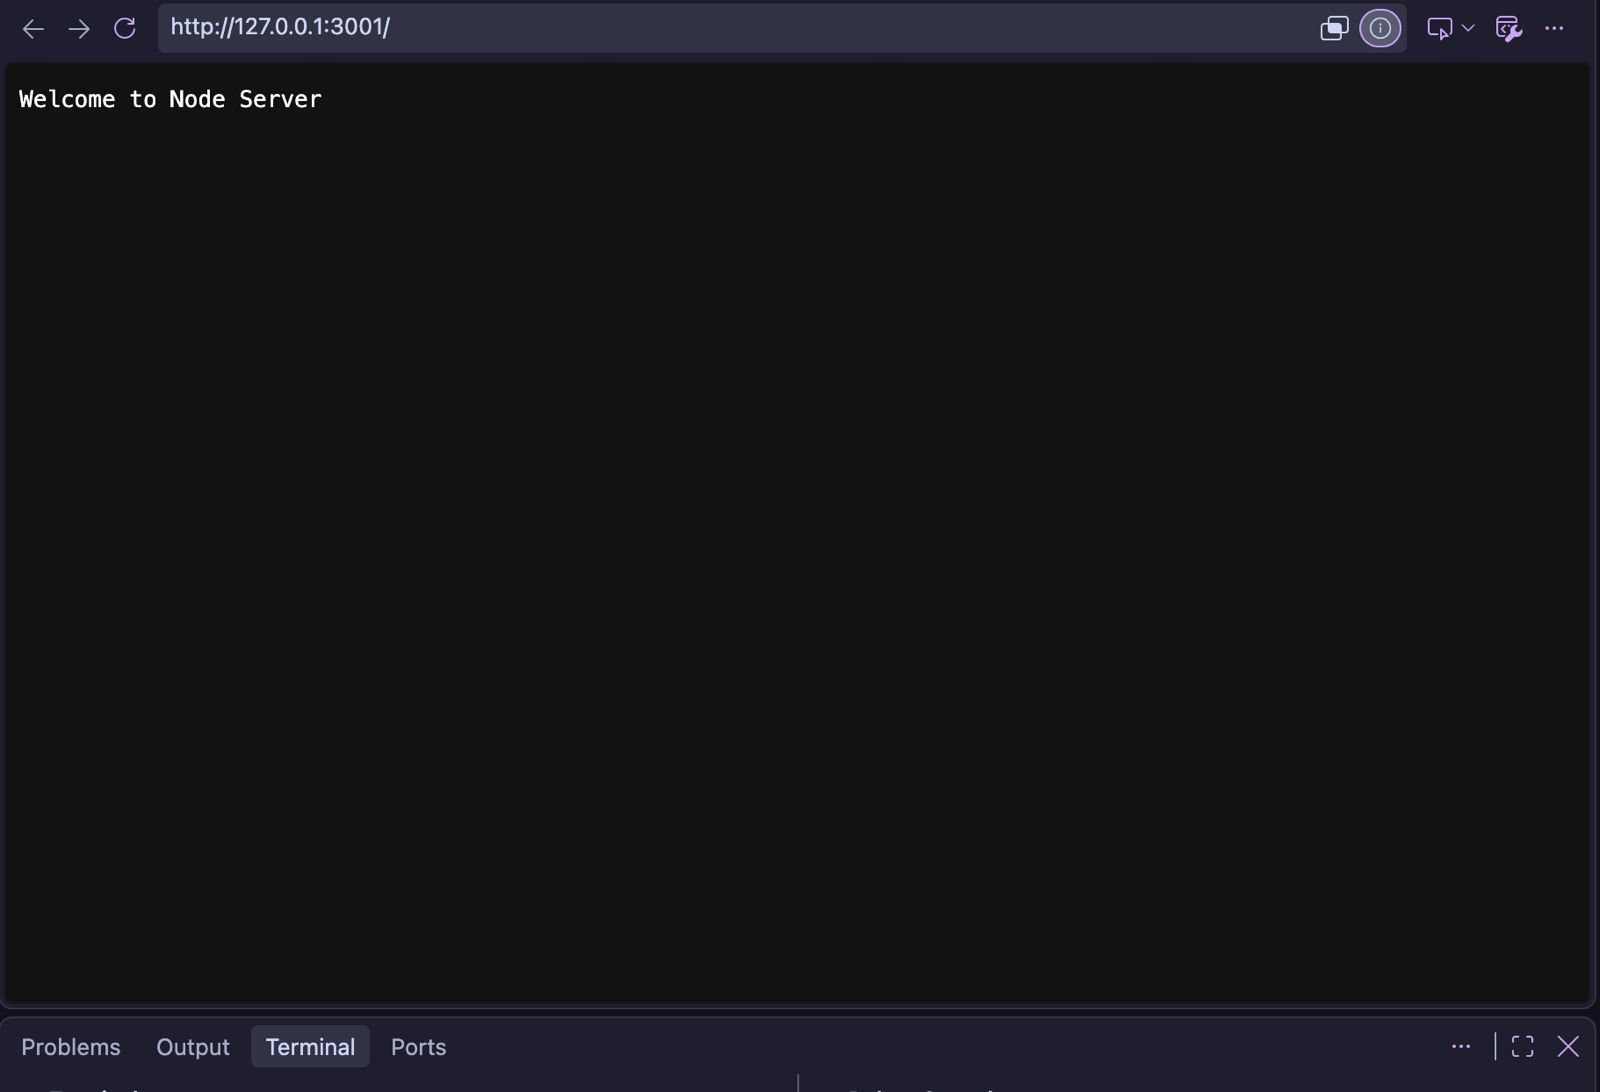 http://127.0.0.1:3001/
Welcome to Node Server
Problems Output Terminal Ports